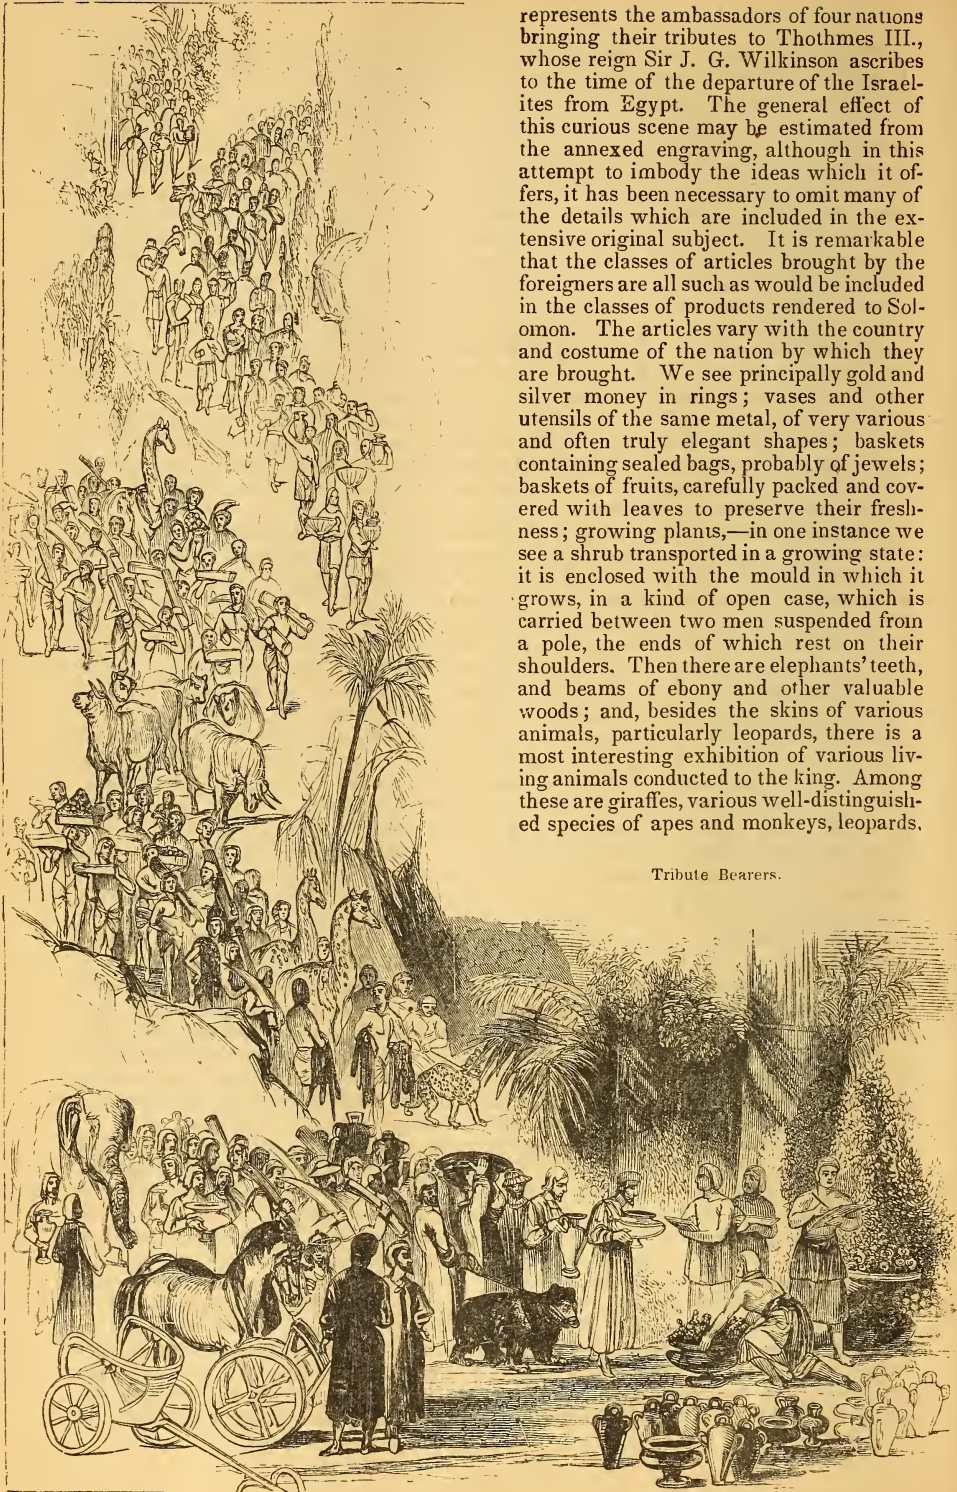 represents the ambassadors of four nations
bringing their tributes to Thothmes III.,
whose reign Sir J. G. Wilkinson ascribes
to the time of the departure of the Israel-
ites from Egypt. The general effect of
this curious scene may be estimated from
the annexed engraving, although in this
attempt to imbody the ideas which it of-
fers, it has been necessary to omit many of
the details which are included in the ex-
tensive original subject. It is remarkable
that the classes of articles brought by the
foreigners are all such as would be included
in the classes of products rendered to Sol-
omon. The articles vary with the country
and costume of the nation by which they
are brought. We see principally gold and
silver money in rings; vases and other
utensils of the same metal, of very various
and often truly elegant shapes; baskets
containing sealed bags, probably of jewels;
baskets of fruits, carefully packed and cov-
ered with leaves to preserve their fresh-
ness; growing plants,—in one instance we
see a shrub transported in a growing state:
it is enclosed with the mould in which it
grows, in a kind of open case, which is
carried between two men suspended from
a pole, the ends of which rest on their
shoulders. Then there are elephants' teeth,
and beams of ebony and other valuable
woods; and, besides the skins of various
animals, particularly leopards, there is a
most interesting exhibition of various liv-
ing animals conducted to the king. Among
these are giraffes, various well-distinguish-
ed species of apes and monkeys, leopards,
Tribute Bearers.